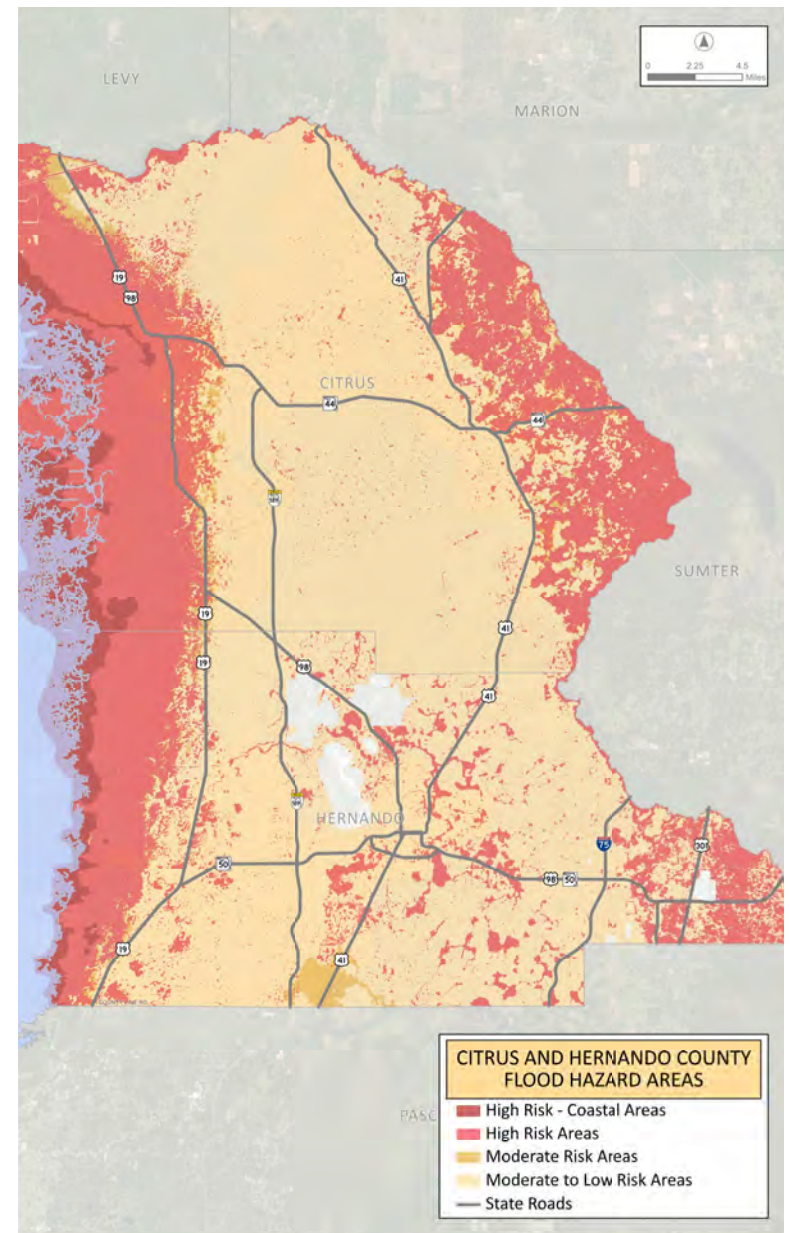 0 2.25 4.5
Miles
LEVY
MARION
19
98
41
CITRUS
44
44
SUMTER
19
41
19
98
41
HERNANDO
75
301
50
98
50
19
41
CITRUS AND HERNANDO COUNTY
FLOOD HAZARD AREAS
High Risk - Coastal Areas
High Risk Areas
PASC
Moderate Risk Areas
Moderate to Low Risk Areas
State Roads